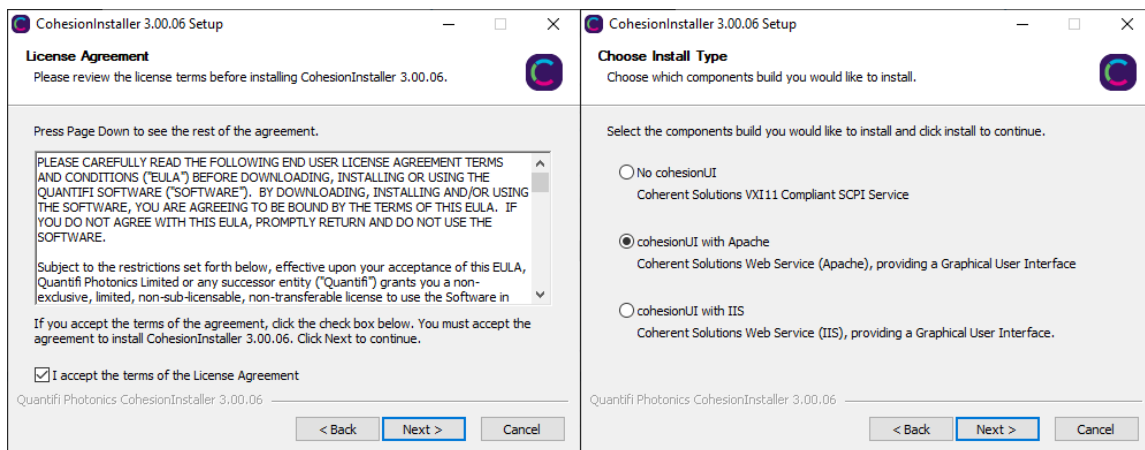 CohesionInstaller 3.00.06 Setup
License Agreement
Please review the license terms before installing CohesionInstaller 3.00.06.
Press Page Down to see the rest of the agreement.
PLEASE CAREFULLY READ THE FOLLOWING END USER LICENSE AGREEMENT TERMS
AND CONDITIONS ("EULA") BEFORE DOWNLOADING, INSTALLING OR USING THE
QUANTIFI SOFTWARE ("SOFTWARE"). BY DOWNLOADING, INSTALLING AND/OR USING
THE SOFTWARE, YOU ARE AGREEING TO BE BOUND BY THE TERMS OF THIS EULA. IF
YOU DO NOT AGREE WITH THIS EULA, PROMPTLY RETURN AND DO NOT USE THE
SOFTWARE.
Subject to the restrictions set forth below, effective upon your acceptance of this EULA,
Quantifi Photonics Limited or any successor entity ("Quantifi") grants you a non-
exclusive, limited, non-sub-licensable, non-transferable license to use the Software in
If you accept the terms of the agreement, click the check box below. You must accept the
agreement to install CohesionInstaller 3.00.06. Click Next to continue.
I accept the terms of the License Agreement
Quantifi Photonics CohesionInstaller 3.00.06
< Back
Next >
Cancel
CohesionInstaller 3.00.06 Setup
Choose Install Type
Choose which components build you would like to install.
Select the components build you would like to install and click install to continue.
No cohesionUI
Coherent Solutions VXI11 Compliant SCPI Service
cohesionUI with Apache
Coherent Solutions Web Service (Apache), providing a Graphical User Interface
cohesionUI with IIS
Coherent Solutions Web Service (IIS), providing a Graphical User Interface.
Quantifi Photonics CohesionInstaller 3.00.06
< Back
Next >
Cancel